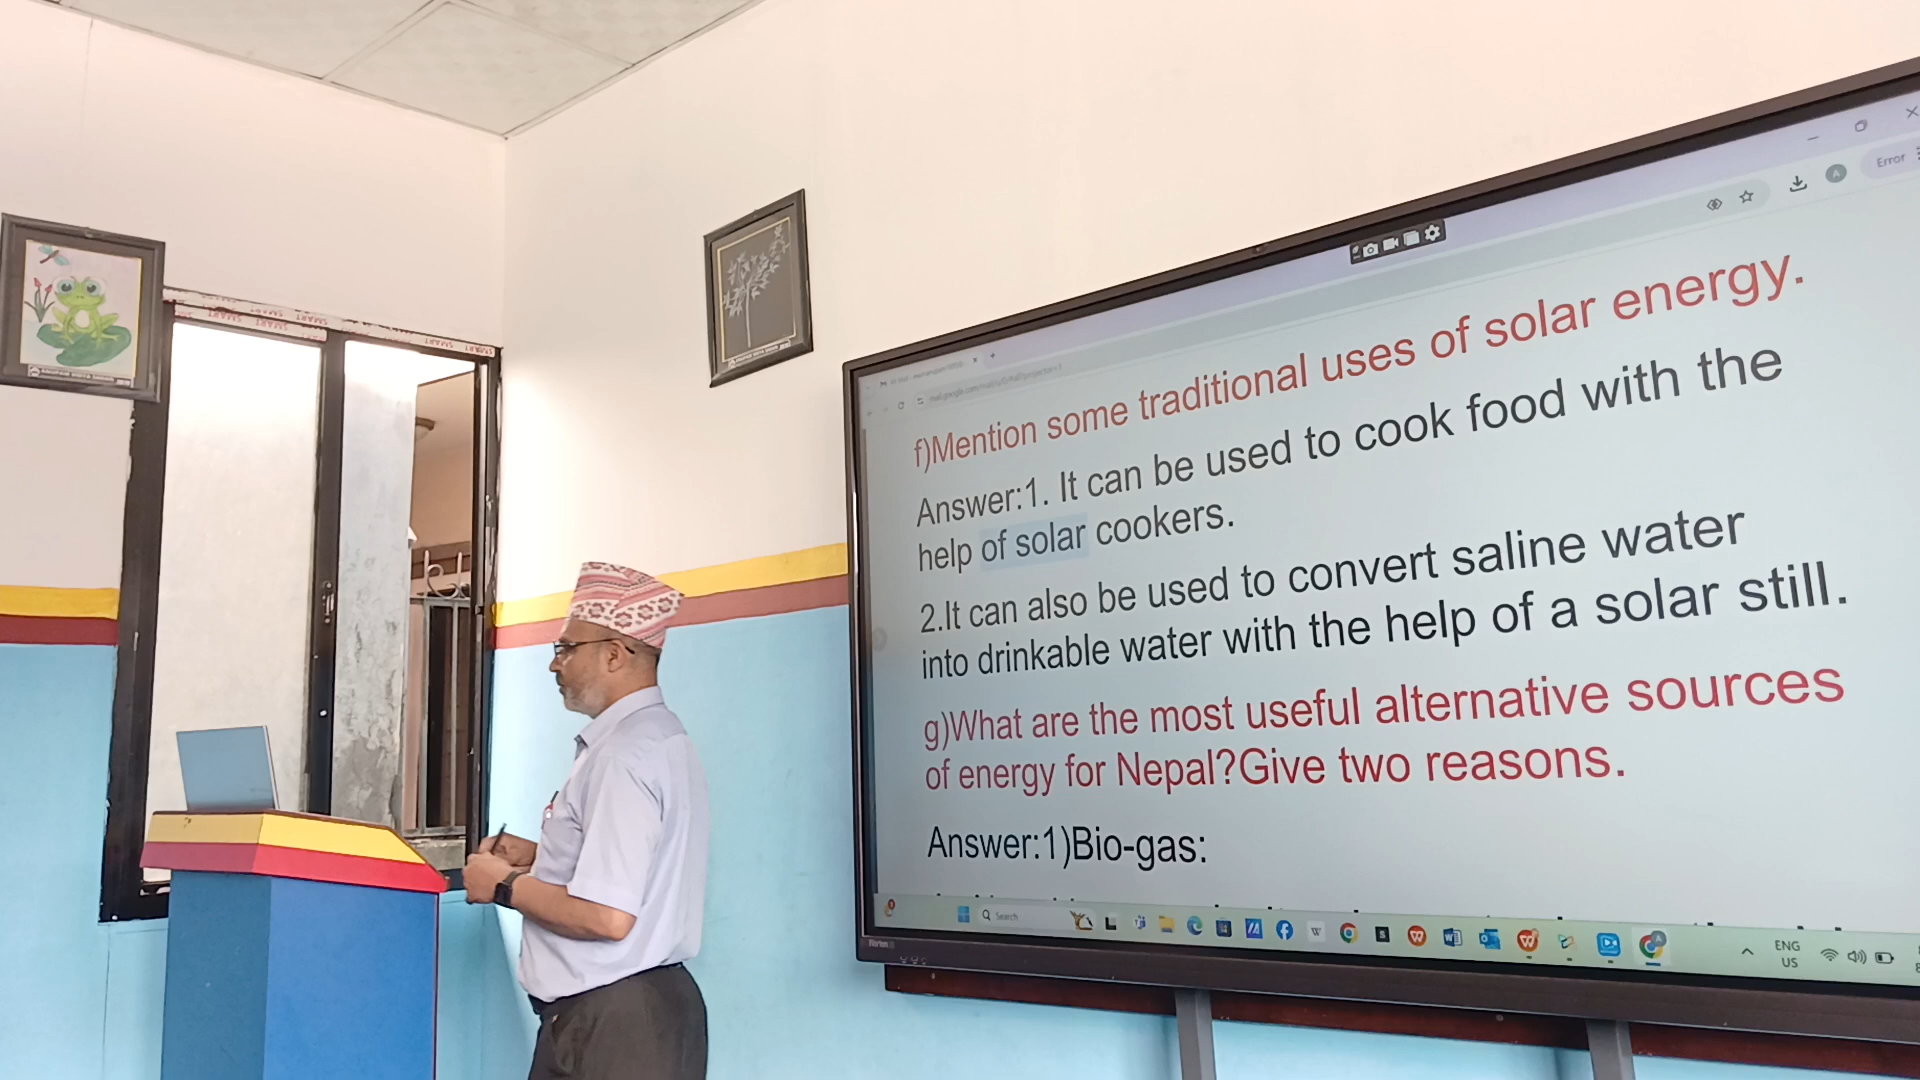 Error
f)Mention some traditional uses of solar energy.
Answer:1. It can be used to cook food with the
help of solar cookers.
2.It can also be used to convert saline water
into drinkable water with the help of a solar still.
g)What are the most useful alternative sources
of energy for Nepal?Give two reasons.
Answer:1)Bio-gas:
Search
ENG
US
SMART